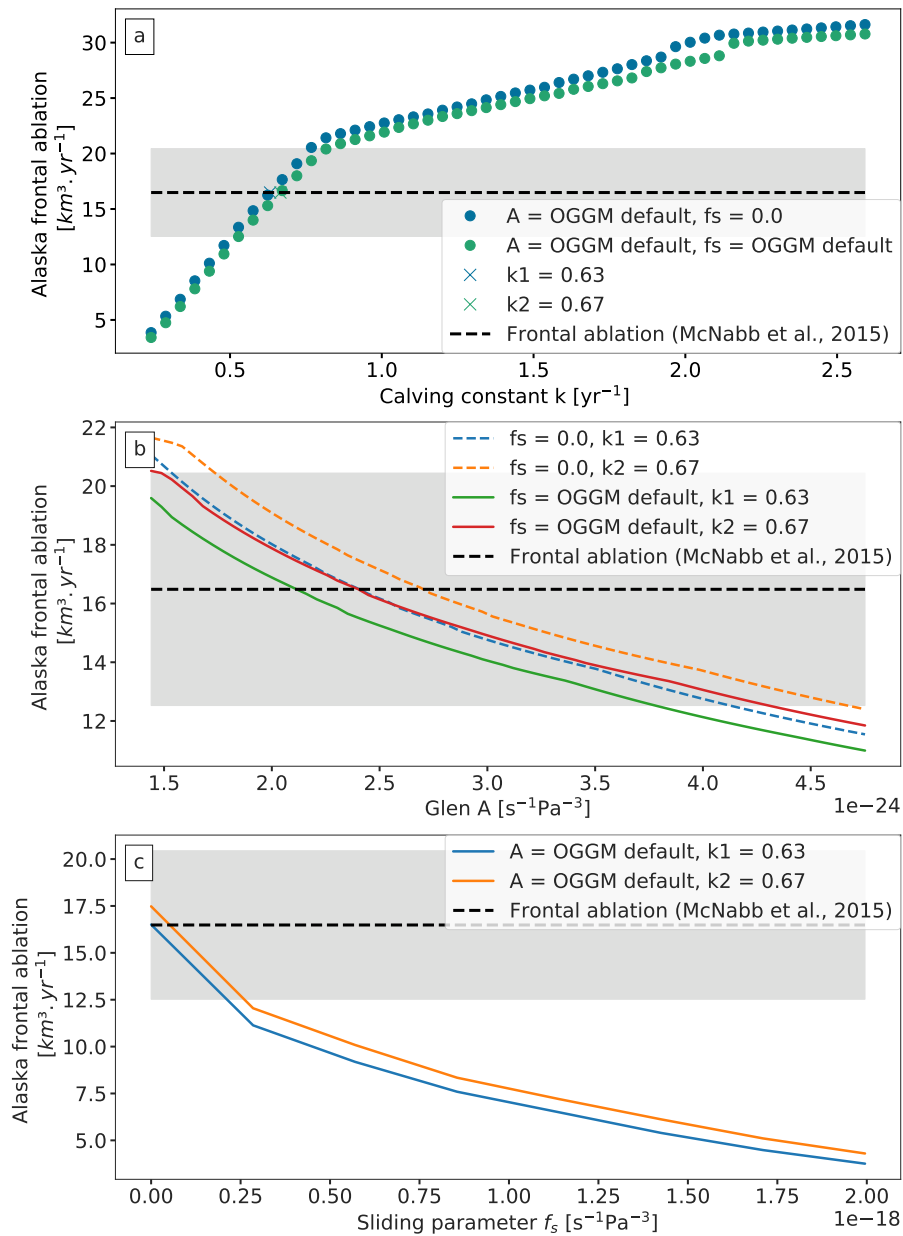 a
30
25
20
15
10
5
Alaska frontal ablation
[km³.yr⁻¹]
A = OGGM default, fs = 0.0
A = OGGM default, fs = OGGM default
k1 = 0.63
k2 = 0.67
Frontal ablation (McNabb et al., 2015)
0.5 1.0 1.5 2.0 2.5
Calving constant k [yr⁻¹]
b
22
20
18
16
14
12
Alaska frontal ablation
[km³.yr⁻¹]
fs = 0.0, k1 = 0.63
fs = 0.0, k2 = 0.67
fs = OGGM default, k1 = 0.63
fs = OGGM default, k2 = 0.67
Frontal ablation (McNabb et al., 2015)
1.5 2.0 2.5 3.0 3.5 4.0 4.5
Glen A [s⁻¹Pa⁻³]
1e−24
c
20.0
17.5
15.0
12.5
10.0
7.5
5.0
Alaska frontal ablation
[km³.yr⁻¹]
A = OGGM default, k1 = 0.63
A = OGGM default, k2 = 0.67
Frontal ablation (McNabb et al., 2015)
0.00 0.25 0.50 0.75 1.00 1.25 1.50 1.75 2.00
Sliding parameter fₛ [s⁻¹Pa⁻³]
1e−18